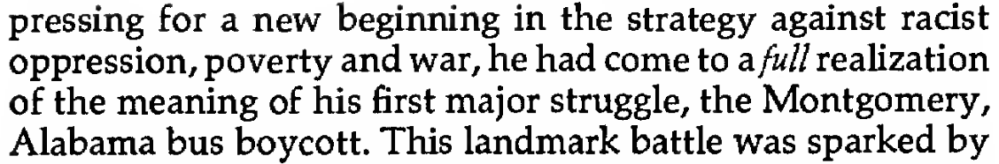 pressing for a new beginning in the strategy against racist
oppression, poverty and war, he had come to a full realization
of the meaning of his first major struggle, the Montgomery,
Alabama bus boycott. This landmark battle was sparked by